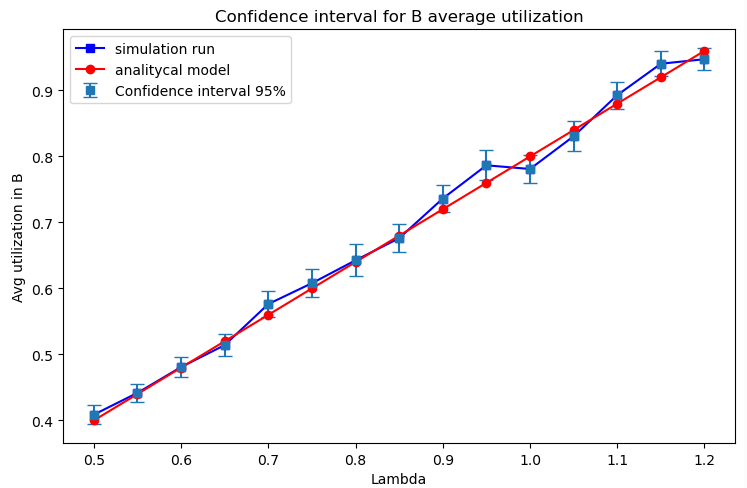 Confidence interval for B average utilization
simulation run
analitycal model
Confidence interval 95%
Avg utilization in B
0.9
0.8
0.7
0.6
0.5
0.4
0.5 0.6 0.7 0.8 0.9 1.0 1.1 1.2
Lambda